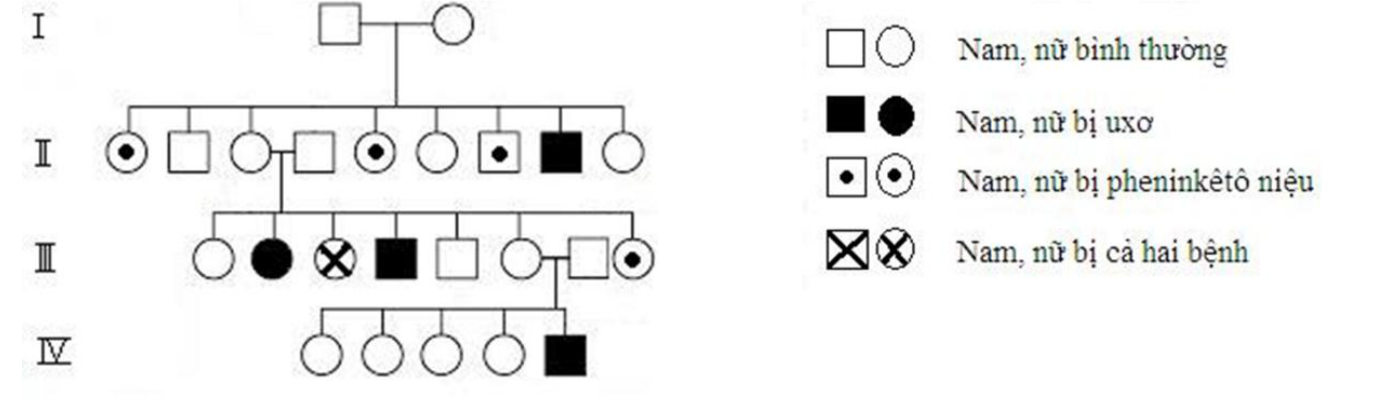 I
Nam, nữ bình thường
Nam, nữ bị uxơ
II
Nam, nữ bị pheninkêtô niệu
III
Nam, nữ bị cả hai bệnh
IV